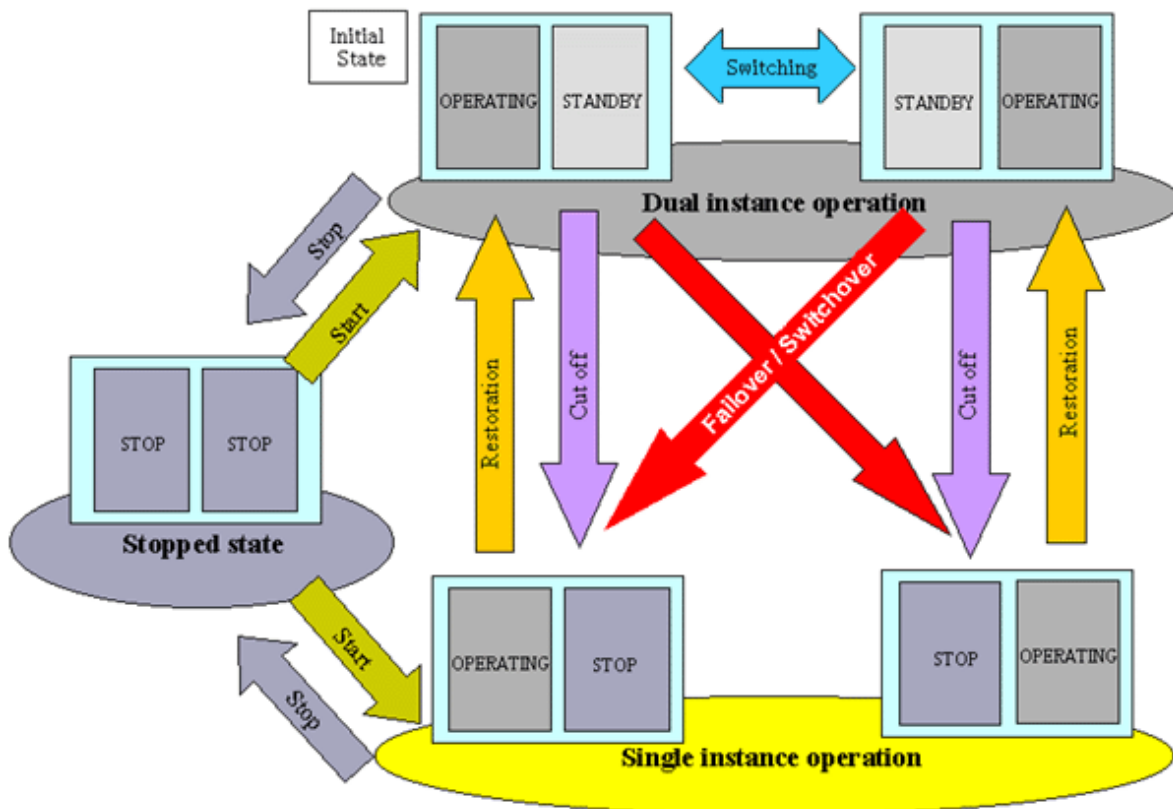 Initial
State
OPERATING
STANDBY
Switching
STANDBY
OPERATING
Dual instance operation
Stop
Start
Restoration
Cut off
Failover / Switchover
Cut off
Restoration
STOP
STOP
Stopped state
Start
Stop
OPERATING
STOP
STOP
OPERATING
Single instance operation